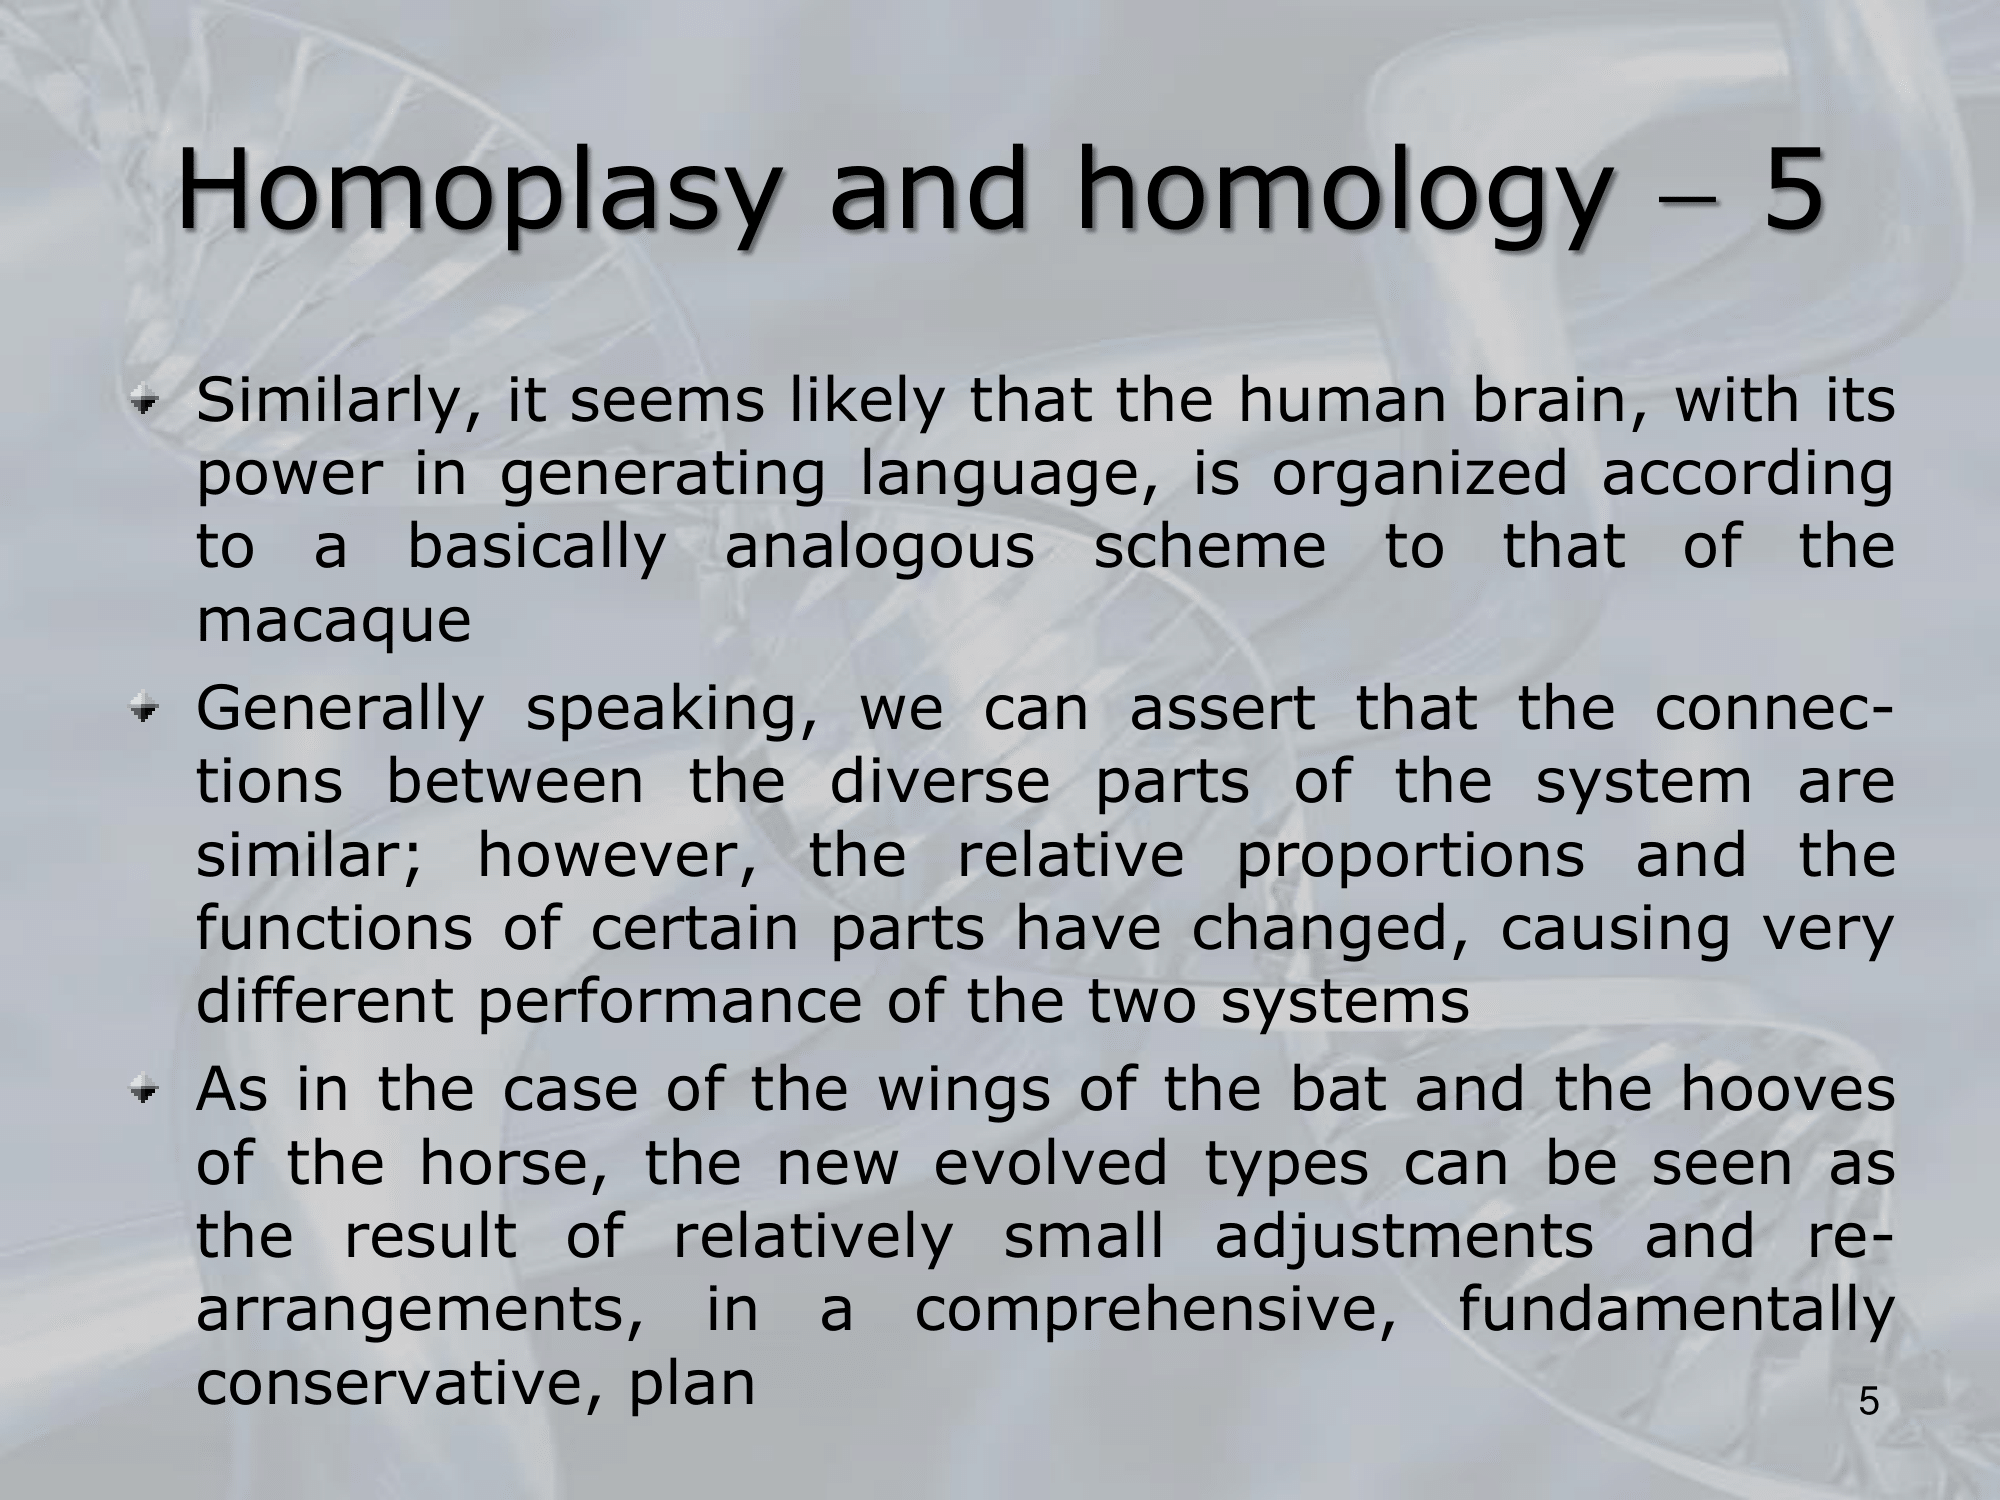 Homoplasy and homology – 5
Similarly, it seems likely that the human brain, with its
power in generating language, is organized according
to a basically analogous scheme to that of the
macaque
Generally speaking, we can assert that the connec-
tions between the diverse parts of the system are
similar; however, the relative proportions and the
functions of certain parts have changed, causing very
different performance of the two systems
As in the case of the wings of the bat and the hooves
of the horse, the new evolved types can be seen as
the result of relatively small adjustments and re-
arrangements, in a comprehensive, fundamentally
conservative, plan
5